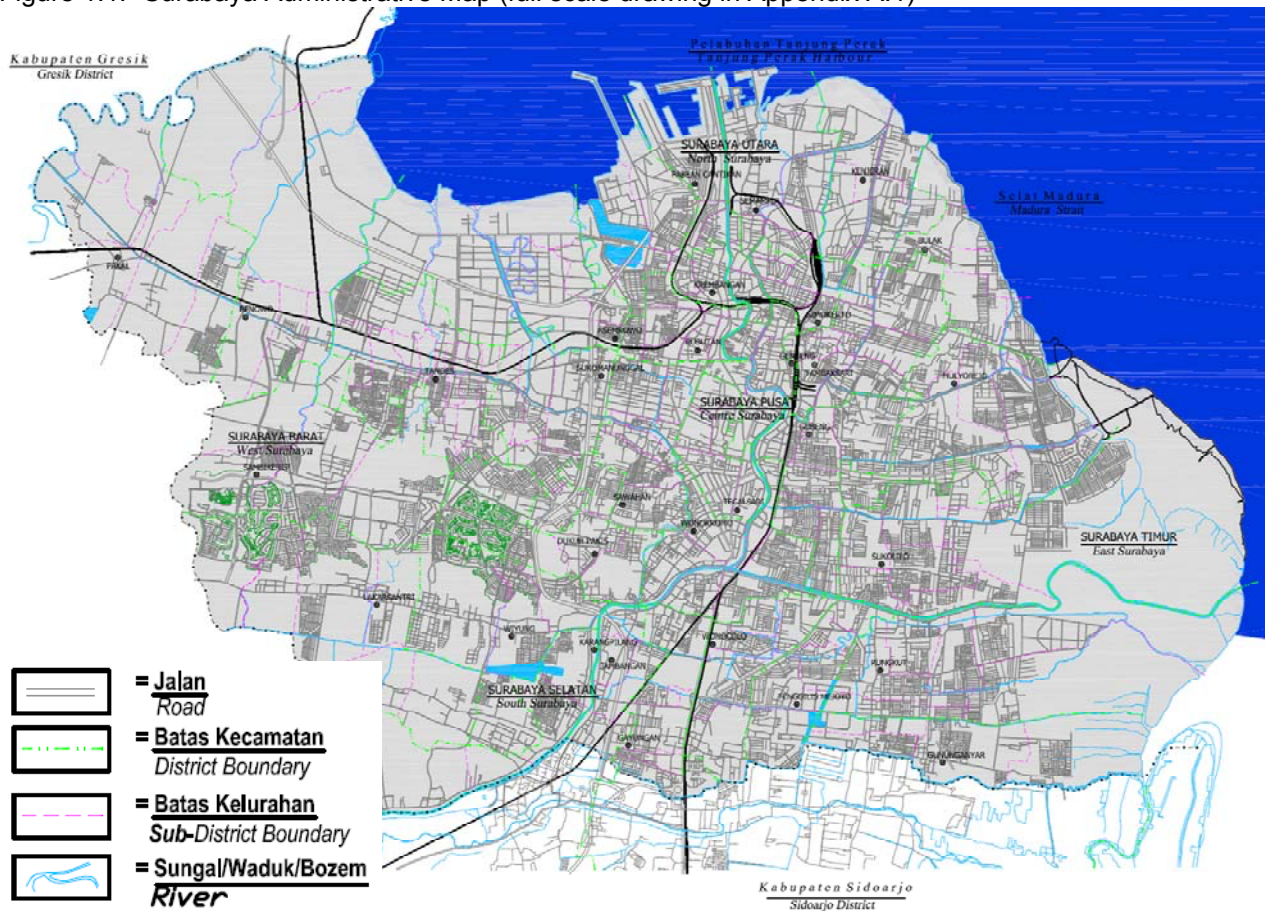 Figure 1.1. Surabaya Administrative Map (full scale drawing in Appendix A.1)
Kabupaten Gresik
Gresik District
Pelabuhan Tanjung Perak
Tanjung Perak Harbour
SURABAYA UTARA
North Surabaya
PABEAN CANTIKAN
KENJERAN
SEMAMPIR
Selat Madura
Madura Strait
BULAK
PAKAL
KREMBANGAN
BENOWO
SIMOKERTO
ASEMROWO
BUBUTAN
GENTENG
TAMBAKSARI
SUKOMANUNGGAL
TANDES
MULYOREJO
SURABAYA PUSAT
Centre Surabaya
GUBENG
SURABAYA BARAT
West Surabaya
SAMBIKEREP
SAWAHAN
TEGALSARI
WONOKROMO
DUKUH PAKIS
SUKOLILO
SURABAYA TIMUR
East Surabaya
LAKARSANTRI
WIYUNG
KARANGPILANG
JAMBANGAN
WONOCOLO
RUNGKUT
SURABAYA SELATAN
South Surabaya
TENGGILIS MEJOYO
GAYUNGAN
GUNUNGANYAR
= Jalan
Road
= Batas Kecamatan
District Boundary
= Batas Kelurahan
Sub-District Boundary
= Sungal/Waduk/Bozem
River
Kabupaten Sidoarjo
Sidoarjo District